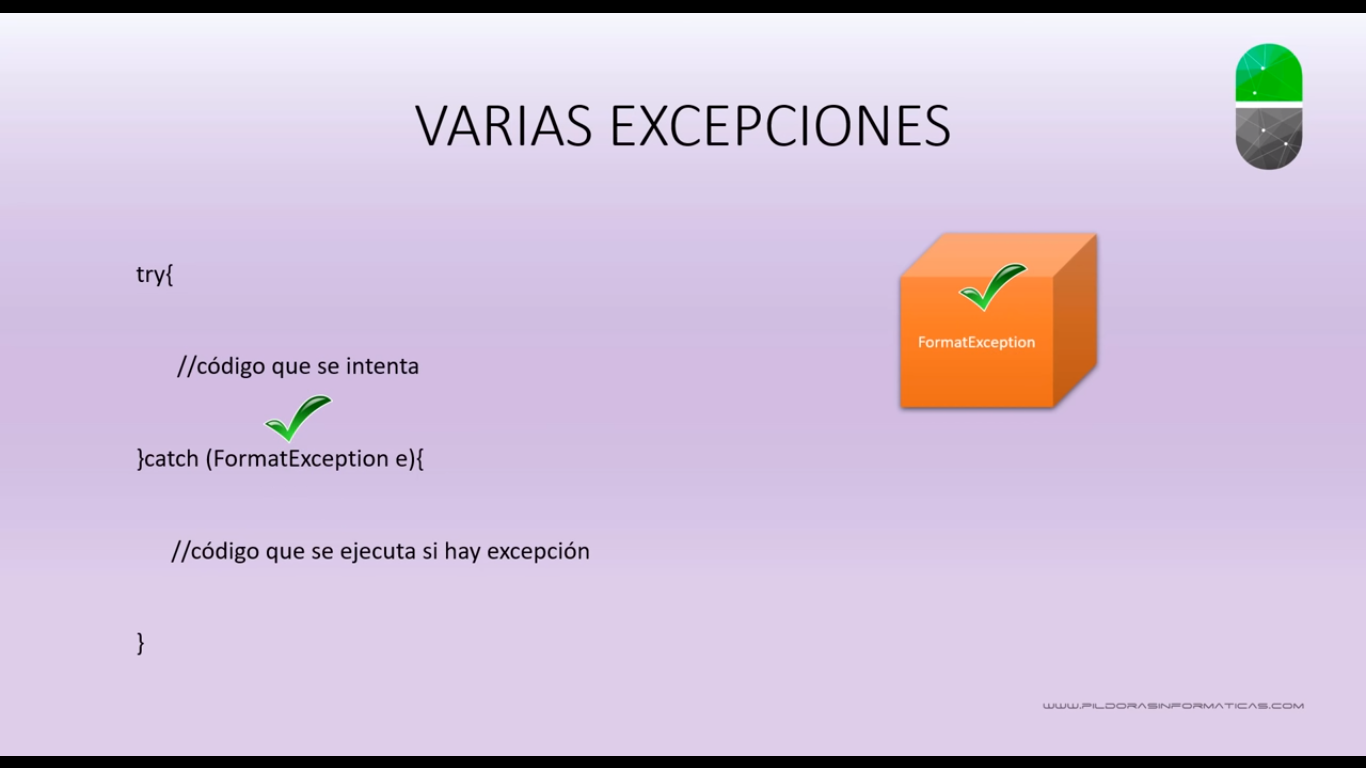 VARIAS EXCEPCIONES
try{
//código que se intenta
FormatException
}catch (FormatException e){
//código que se ejecuta si hay excepción
}
WWW.PILDORASINFORMATICAS.COM